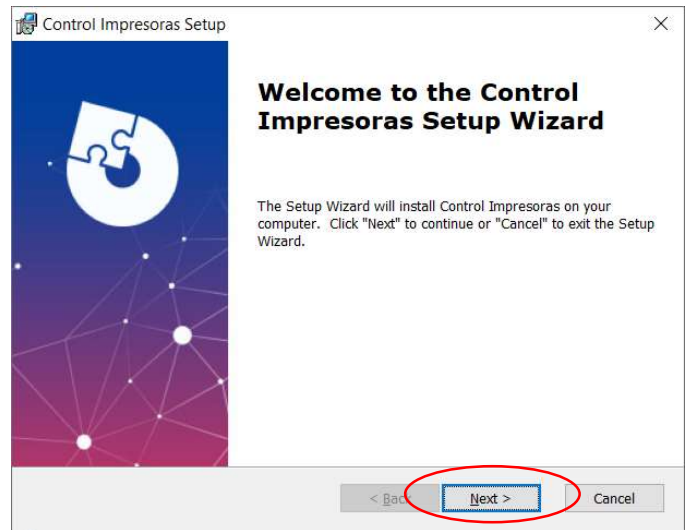 Control Impresoras Setup
Welcome to the Control
Impresoras Setup Wizard
The Setup Wizard will install Control Impresoras on your
computer. Click "Next" to continue or "Cancel" to exit the Setup
Wizard.
< Back Next > Cancel